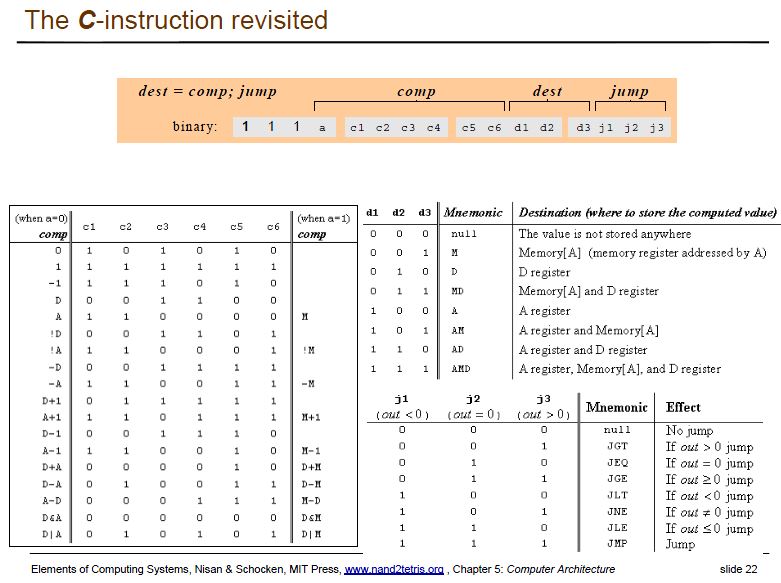 The C-instruction revisited
dest = comp; jump comp dest jump
binary: 1 1 1 a c1 c2 c3 c4 c5 c6 d1 d2 d3 j1 j2 j3
(when a=0) comp c1 c2 c3 c4 c5 c6 (when a=1) comp
0 1 0 1 0 1 0
1 1 1 1 1 1 1
-1 1 1 1 0 1 0
D 0 0 1 1 0 0
A 1 1 0 0 0 0 M
!D 0 0 1 1 0 1
!A 1 1 0 0 0 1 !M
-D 0 0 1 1 1 1
-A 1 1 0 0 1 1 -M
D+1 0 1 1 1 1 1
A+1 1 1 0 1 1 1 M+1
D-1 0 0 1 1 1 0
A-1 1 1 0 0 1 0 M-1
D+A 0 0 0 0 1 0 D+M
D-A 0 1 0 0 1 1 D-M
A-D 0 0 0 1 1 1 M-D
D&A 0 0 0 0 0 0 D&M
D|A 0 1 0 1 0 1 D|M
d1 d2 d3 Mnemonic Destination (where to store the computed value)
0 0 0 null The value is not stored anywhere
0 0 1 M Memory[A] (memory register addressed by A)
0 1 0 D D register
0 1 1 MD Memory[A] and D register
1 0 0 A A register
1 0 1 AM A register and Memory[A]
1 1 0 AD A register and D register
1 1 1 AMD A register, Memory[A], and D register
j1 j2 j3
(out < 0) (out = 0) (out > 0) Mnemonic Effect
0 0 0 null No jump
0 0 1 JGT If out > 0 jump
0 1 0 JEQ If out = 0 jump
0 1 1 JGE If out ≥ 0 jump
1 0 0 JLT If out < 0 jump
1 0 1 JNE If out ≠ 0 jump
1 1 0 JLE If out ≤ 0 jump
1 1 1 JMP Jump
Elements of Computing Systems, Nisan & Schocken, MIT Press, www.nand2tetris.org , Chapter 5: Computer Architecture slide 22